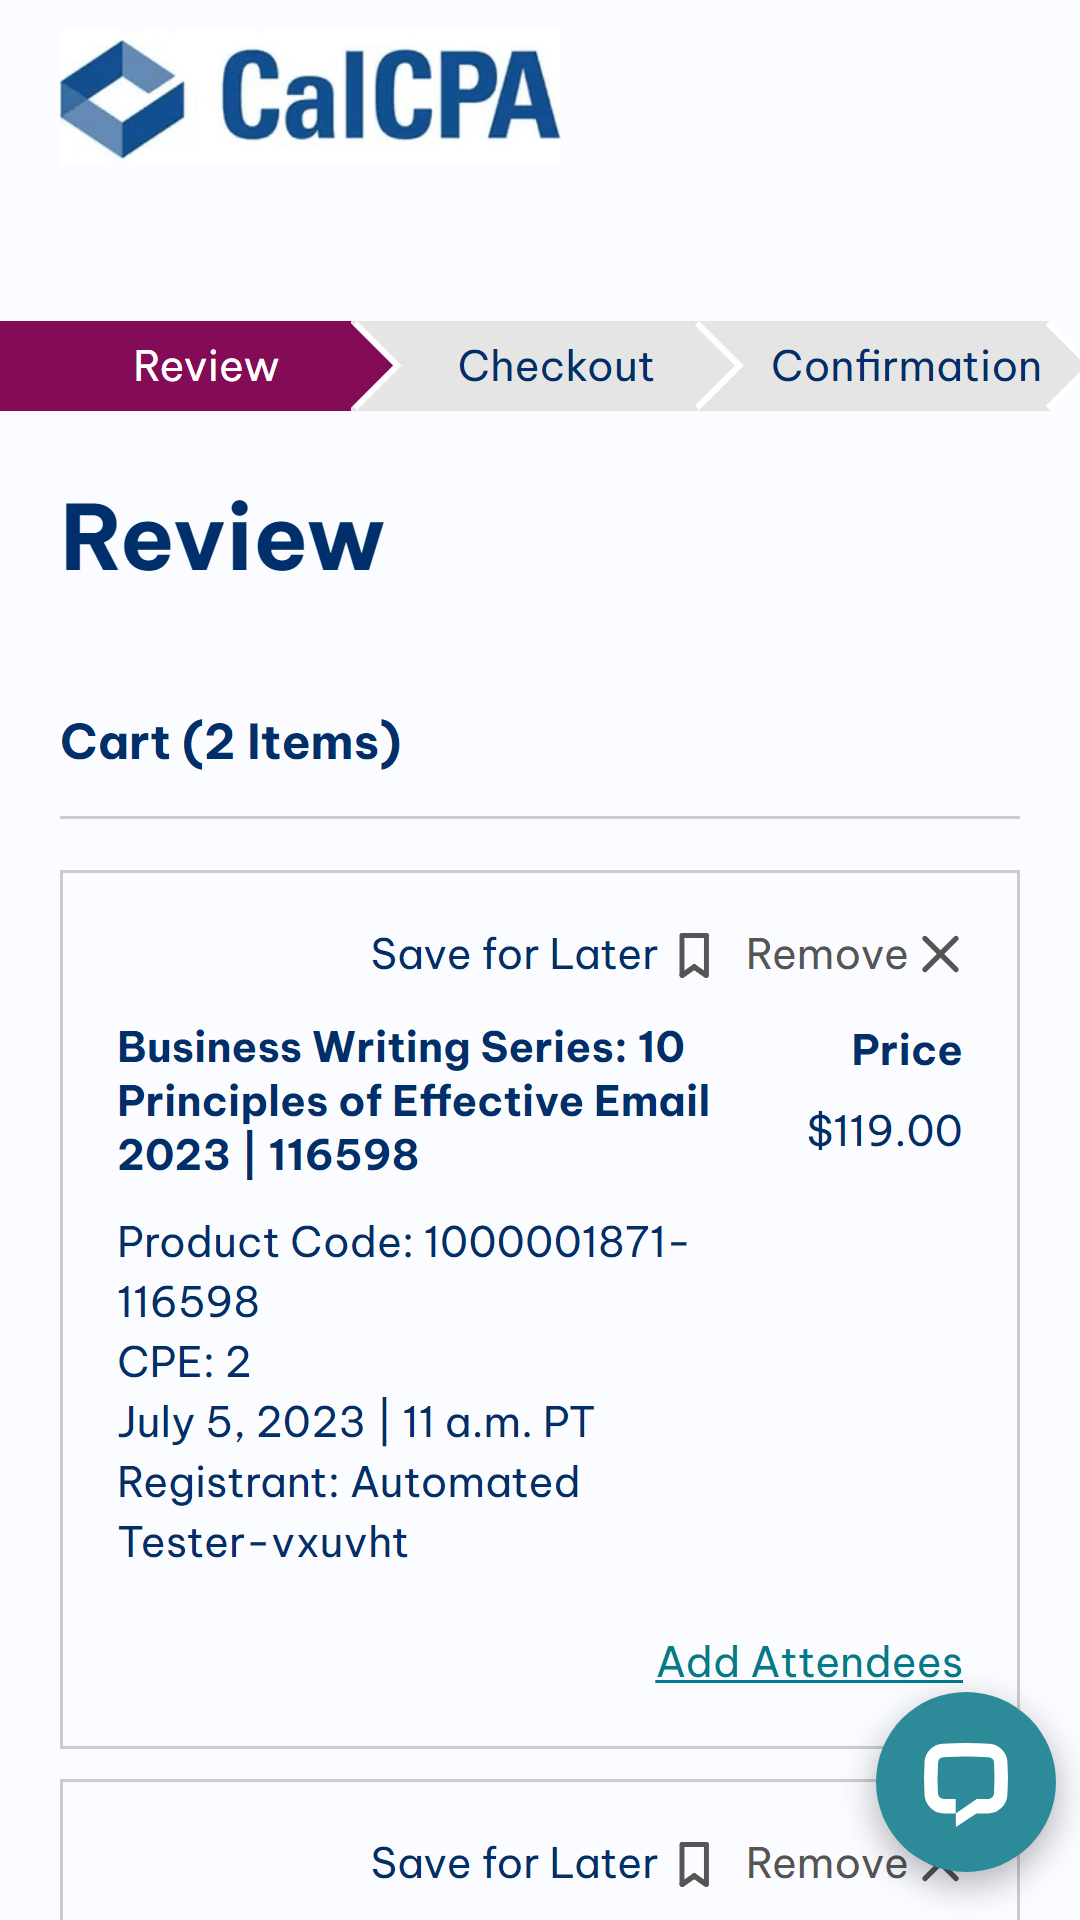 CalCPA
Review
Checkout
Confirmation
Review
Cart (2 Items)
Save for Later
Remove
Business Writing Series: 10
Principles of Effective Email
2023 | 116598
Price
$119.00
Product Code: 1000001871-
116598
CPE: 2
July 5, 2023 | 11 a.m. PT
Registrant: Automated
Tester-vxuvht
Add Attendees
Save for Later
Remove